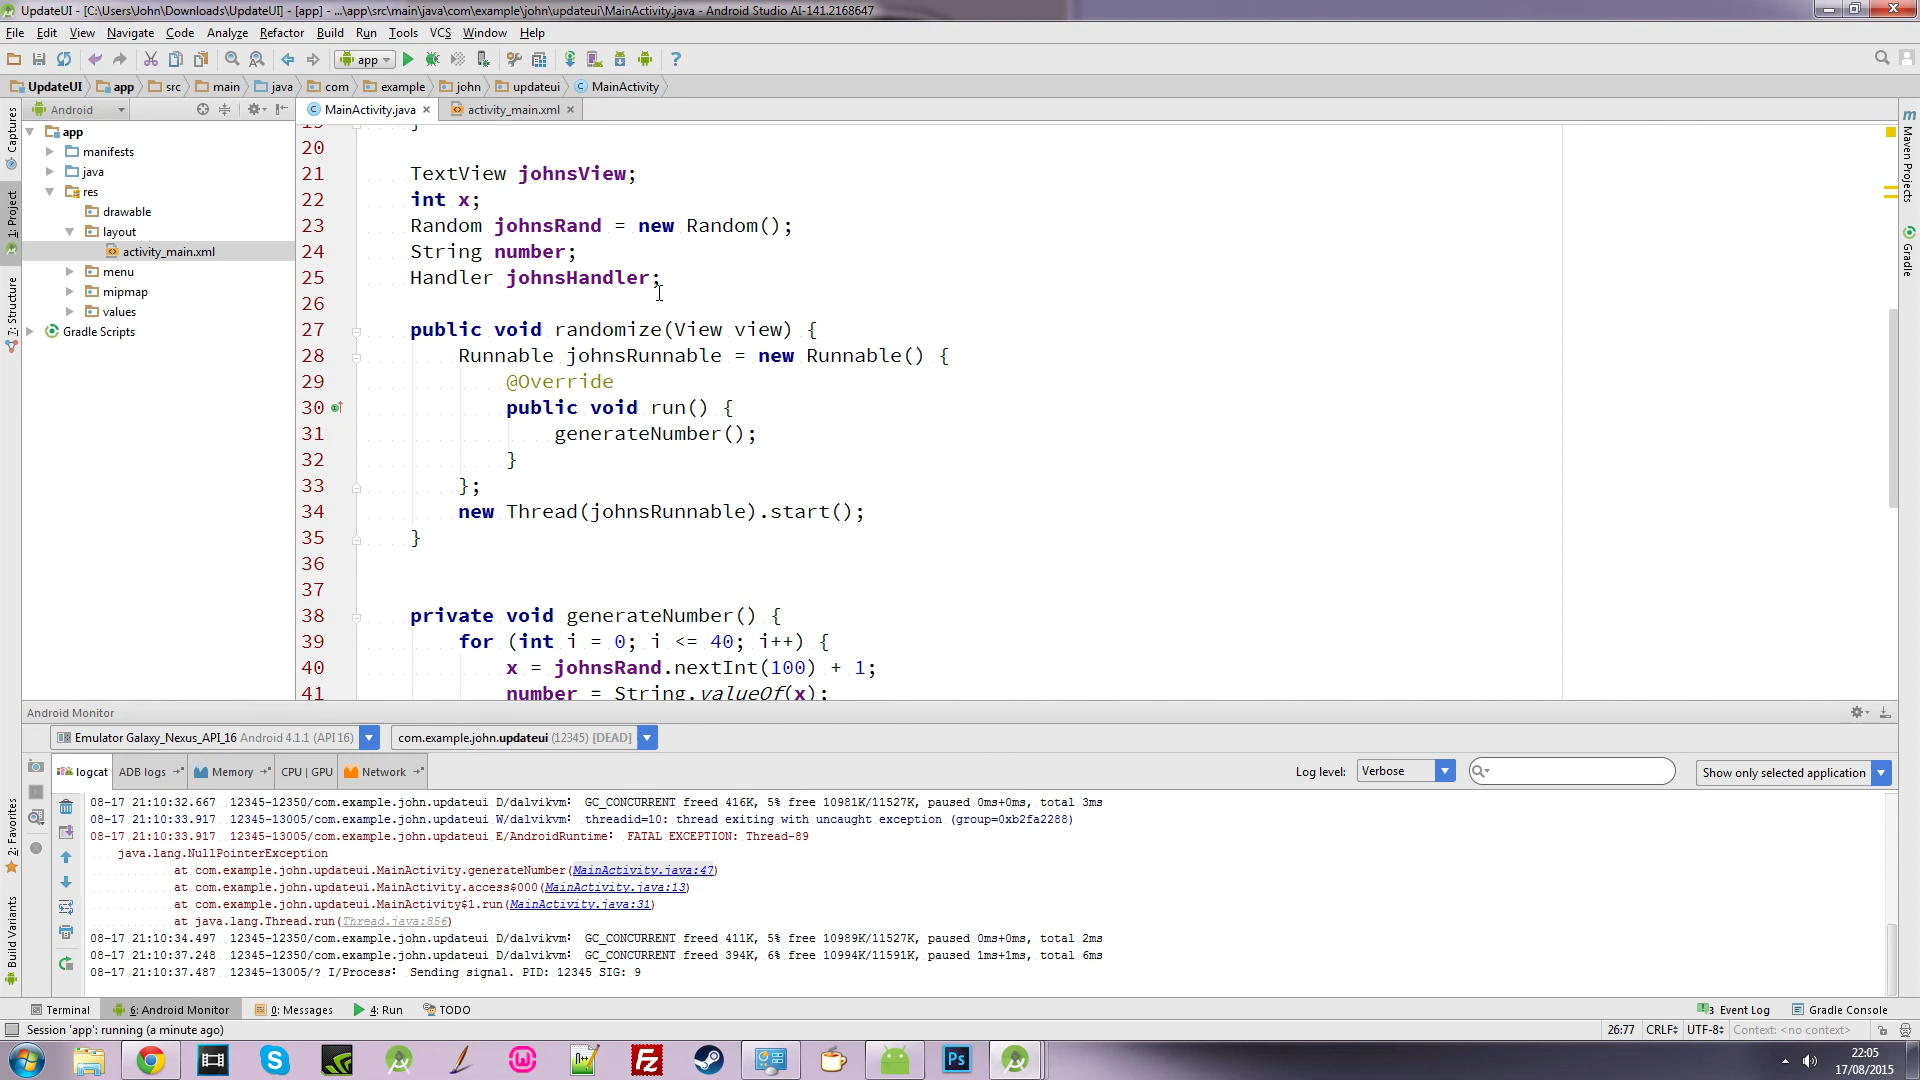 UpdateUI - [C:\Users\John\Downloads\UpdateUI] - [app] - ...\app\src\main\java\com\example\john\updateui\MainActivity.java - Android Studio AI-141.2168647
File Edit View Navigate Code Analyze Refactor Build Run Tools VCS Window Help
app
UpdateUI app src main java com example john updateui MainActivity
Android MainActivity.java activity_main.xml
app
manifests
java
res
drawable
layout
activity_main.xml
menu
mipmap
values
Gradle Scripts
Captures
1: Project
7: Structure
2: Favorites
Build Variants
Maven Projects
Gradle
19 }
20
21 TextView johnsView;
22 int x;
23 Random johnsRand = new Random();
24 String number;
25 Handler johnsHandler;
26
27 public void randomize(View view) {
28 Runnable johnsRunnable = new Runnable() {
29 @Override
30 public void run() {
31 generateNumber();
32 }
33 };
34 new Thread(johnsRunnable).start();
35 }
36
37
38 private void generateNumber() {
39 for (int i = 0; i <= 40; i++) {
40 x = johnsRand.nextInt(100) + 1;
41 number = String.valueOf(x);
Android Monitor
Emulator Galaxy_Nexus_API_16 Android 4.1.1 (API 16) com.example.john.updateui (12345) [DEAD]
logcat ADB logs Memory CPU | GPU Network Log level: Verbose Show only selected application
08-17 21:10:32.667 12345-12350/com.example.john.updateui D/dalvikvm: GC_CONCURRENT freed 416K, 5% free 10981K/11527K, paused 0ms+0ms, total 3ms
08-17 21:10:33.917 12345-13005/com.example.john.updateui W/dalvikvm: threadid=10: thread exiting with uncaught exception (group=0xb2fa2288)
08-17 21:10:33.917 12345-13005/com.example.john.updateui E/AndroidRuntime: FATAL EXCEPTION: Thread-89
java.lang.NullPointerException
at com.example.john.updateui.MainActivity.generateNumber(MainActivity.java:47)
at com.example.john.updateui.MainActivity.access$000(MainActivity.java:13)
at com.example.john.updateui.MainActivity$1.run(MainActivity.java:31)
at java.lang.Thread.run(Thread.java:856)
08-17 21:10:34.497 12345-12350/com.example.john.updateui D/dalvikvm: GC_CONCURRENT freed 411K, 5% free 10989K/11527K, paused 0ms+0ms, total 2ms
08-17 21:10:37.248 12345-12350/com.example.john.updateui D/dalvikvm: GC_CONCURRENT freed 394K, 6% free 10994K/11591K, paused 1ms+1ms, total 6ms
08-17 21:10:37.487 12345-13005/? I/Process: Sending signal. PID: 12345 SIG: 9
Terminal 6: Android Monitor 0: Messages 4: Run TODO 3 Event Log Gradle Console
Session 'app': running (a minute ago) 26:77 CRLF UTF-8 Context: <no context>
Ps
22:05
17/08/2015